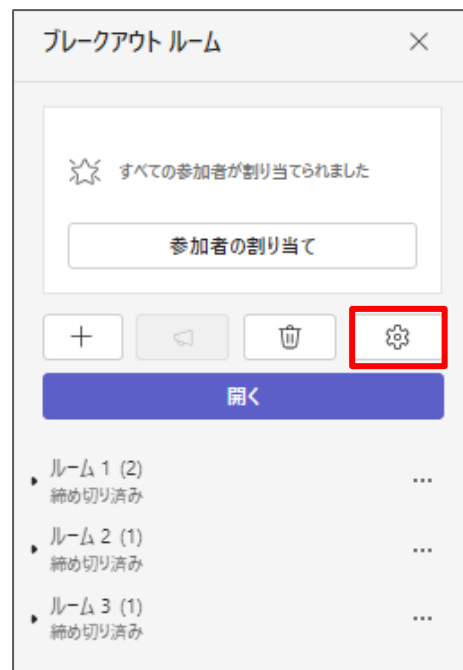 ブレークアウト ルーム
すべての参加者が割り当てられました
参加者の割り当て
開く
ルーム 1 (2)
締め切り済み
ルーム 2 (1)
締め切り済み
ルーム 3 (1)
締め切り済み